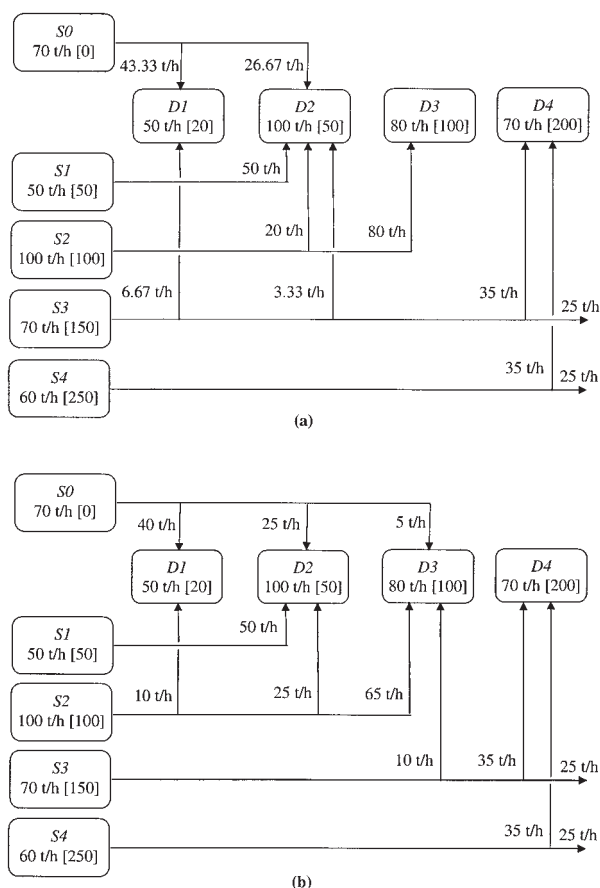 S0
70 t/h [0]
43.33 t/h
26.67 t/h
D1
50 t/h [20]
D2
100 t/h [50]
D3
80 t/h [100]
D4
70 t/h [200]
S1
50 t/h [50]
50 t/h
S2
100 t/h [100]
20 t/h
80 t/h
S3
70 t/h [150]
6.67 t/h
3.33 t/h
35 t/h
25 t/h
S4
60 t/h [250]
35 t/h
25 t/h
(a)
S0
70 t/h [0]
40 t/h
25 t/h
5 t/h
D1
50 t/h [20]
D2
100 t/h [50]
D3
80 t/h [100]
D4
70 t/h [200]
S1
50 t/h [50]
50 t/h
S2
100 t/h [100]
10 t/h
25 t/h
65 t/h
S3
70 t/h [150]
10 t/h
35 t/h
25 t/h
S4
60 t/h [250]
35 t/h
25 t/h
(b)